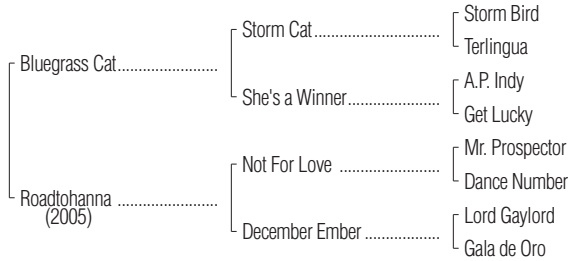 Storm Bird
Storm Cat
Terlingua
Bluegrass Cat
A.P. Indy
She's a Winner
Get Lucky
Mr. Prospector
Not For Love
Dance Number
Roadtohanna
(2005)
Lord Gaylord
December Ember
Gala de Oro